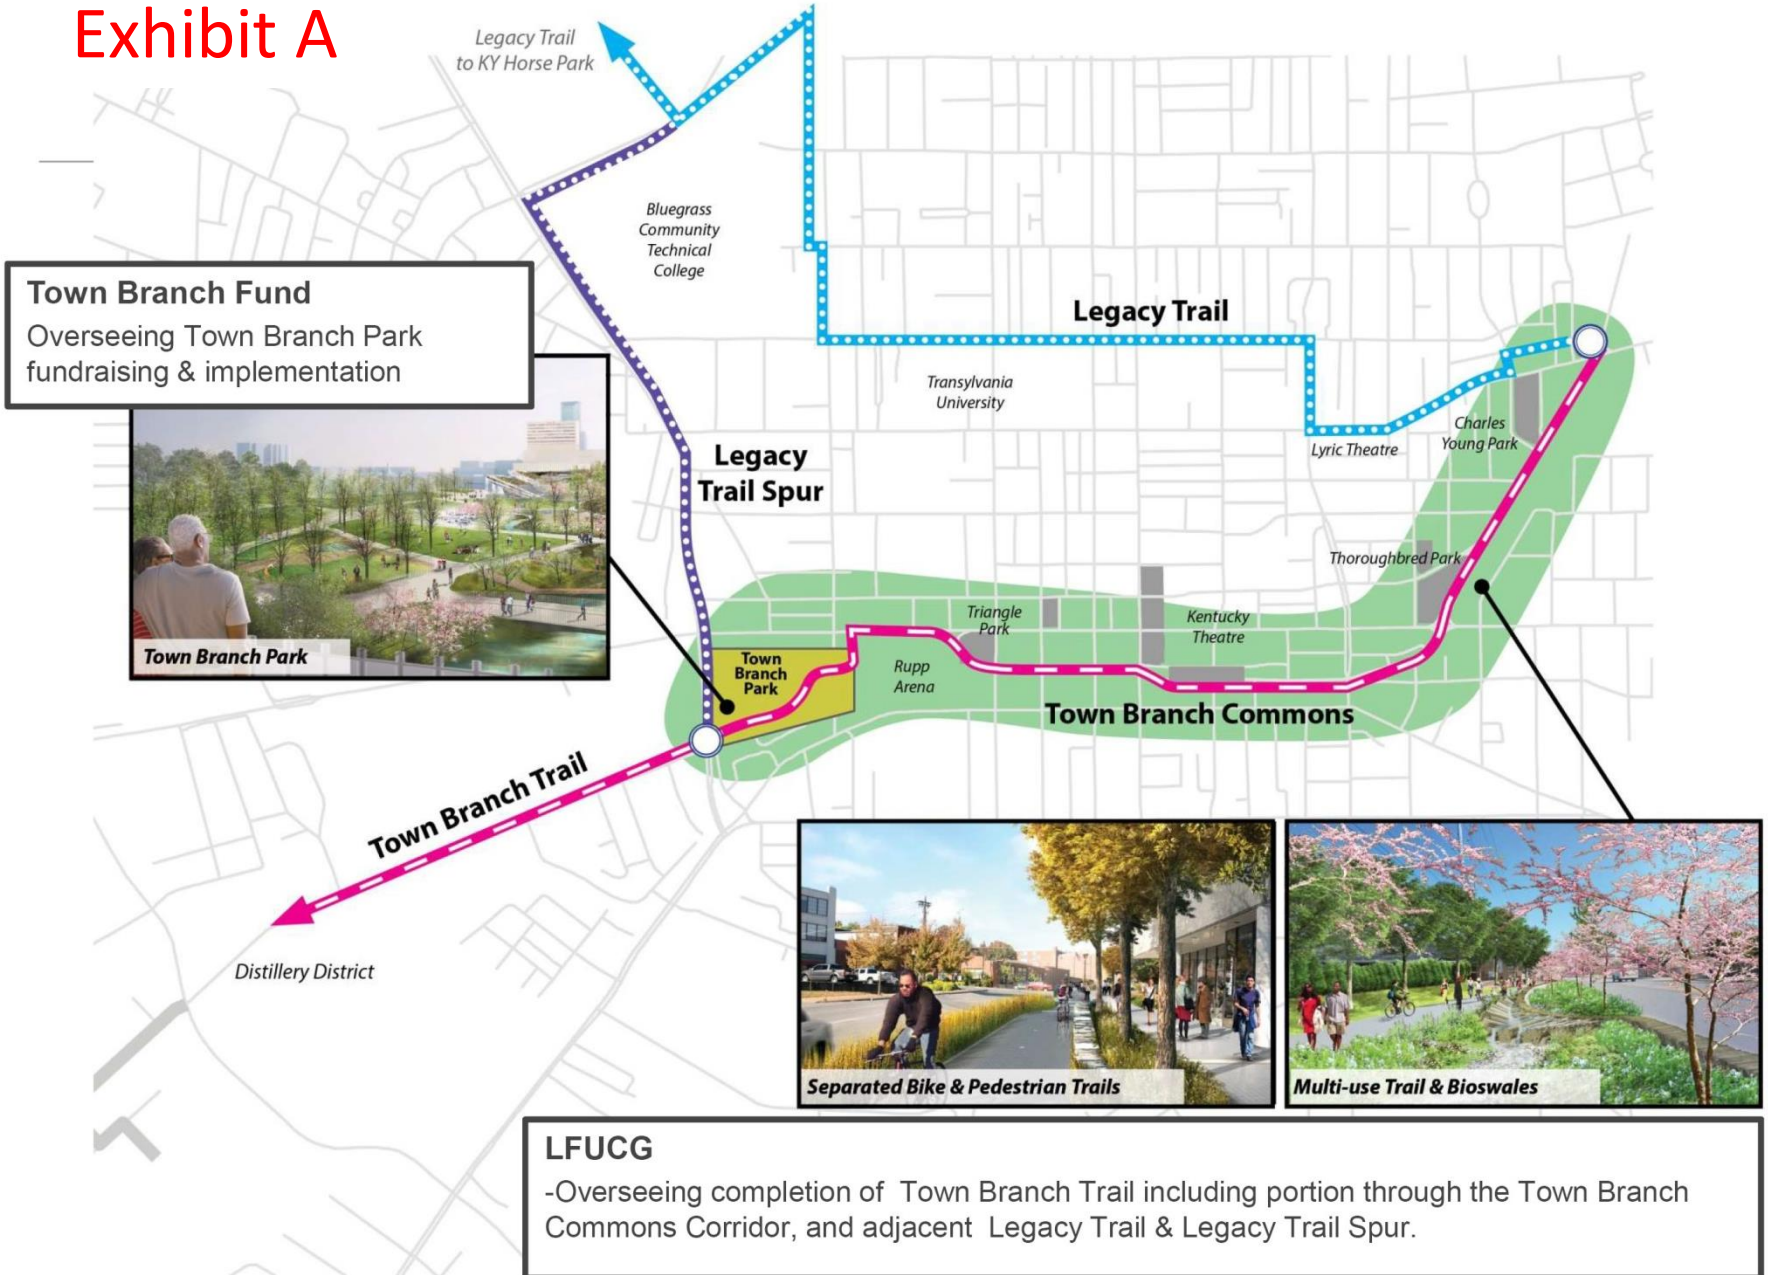 Exhibit A
Legacy Trail
to KY Horse Park
Bluegrass
Community
Technical
College
Town Branch Fund
Overseeing Town Branch Park
fundraising & implementation
Legacy Trail
Transylvania
University
Charles
Young Park
Lyric Theatre
Legacy
Trail Spur
Thoroughbred Park
Triangle
Park
Kentucky
Theatre
Town Branch Park
Town
Branch
Park
Rupp
Arena
Town Branch Commons
Town Branch Trail
Distillery District
Separated Bike & Pedestrian Trails
Multi-use Trail & Bioswales
LFUCG
-Overseeing completion of Town Branch Trail including portion through the Town Branch
Commons Corridor, and adjacent Legacy Trail & Legacy Trail Spur.